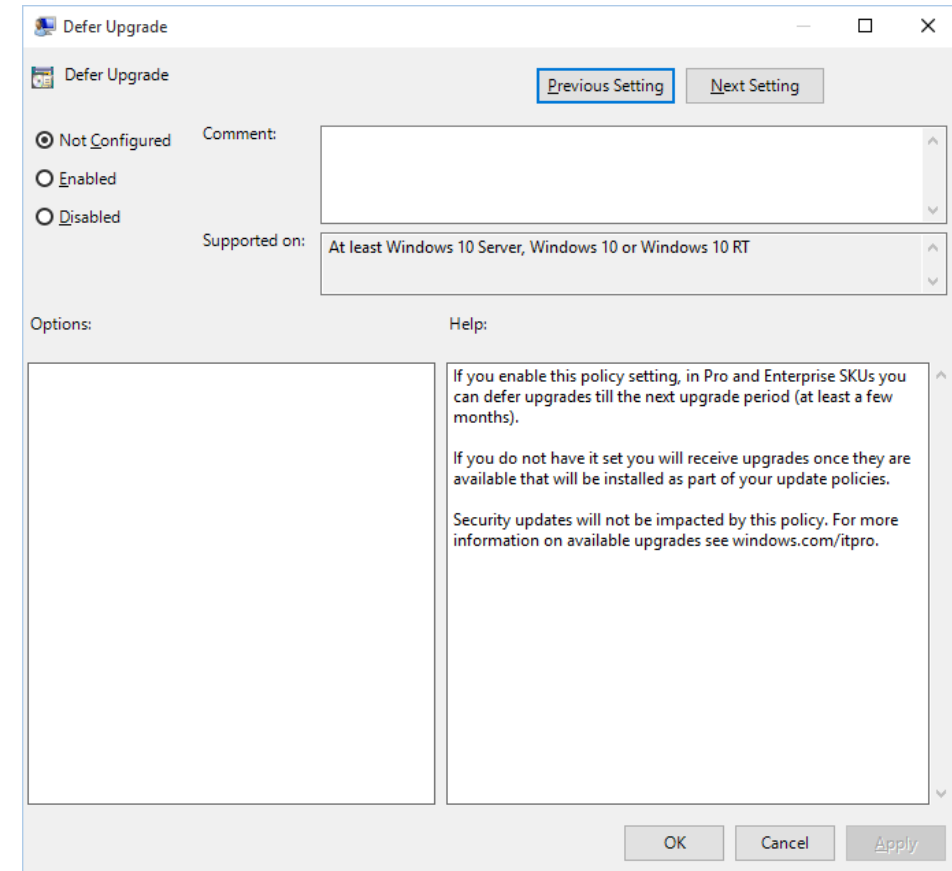 Defer Upgrade
Defer Upgrade
Previous Setting
Next Setting
Not Configured
Comment:
Enabled
Disabled
Supported on:
At least Windows 10 Server, Windows 10 or Windows 10 RT
Options:
Help:
If you enable this policy setting, in Pro and Enterprise SKUs you
can defer upgrades till the next upgrade period (at least a few
months).
If you do not have it set you will receive upgrades once they are
available that will be installed as part of your update policies.
Security updates will not be impacted by this policy. For more
information on available upgrades see windows.com/itpro.
OK
Cancel
Apply